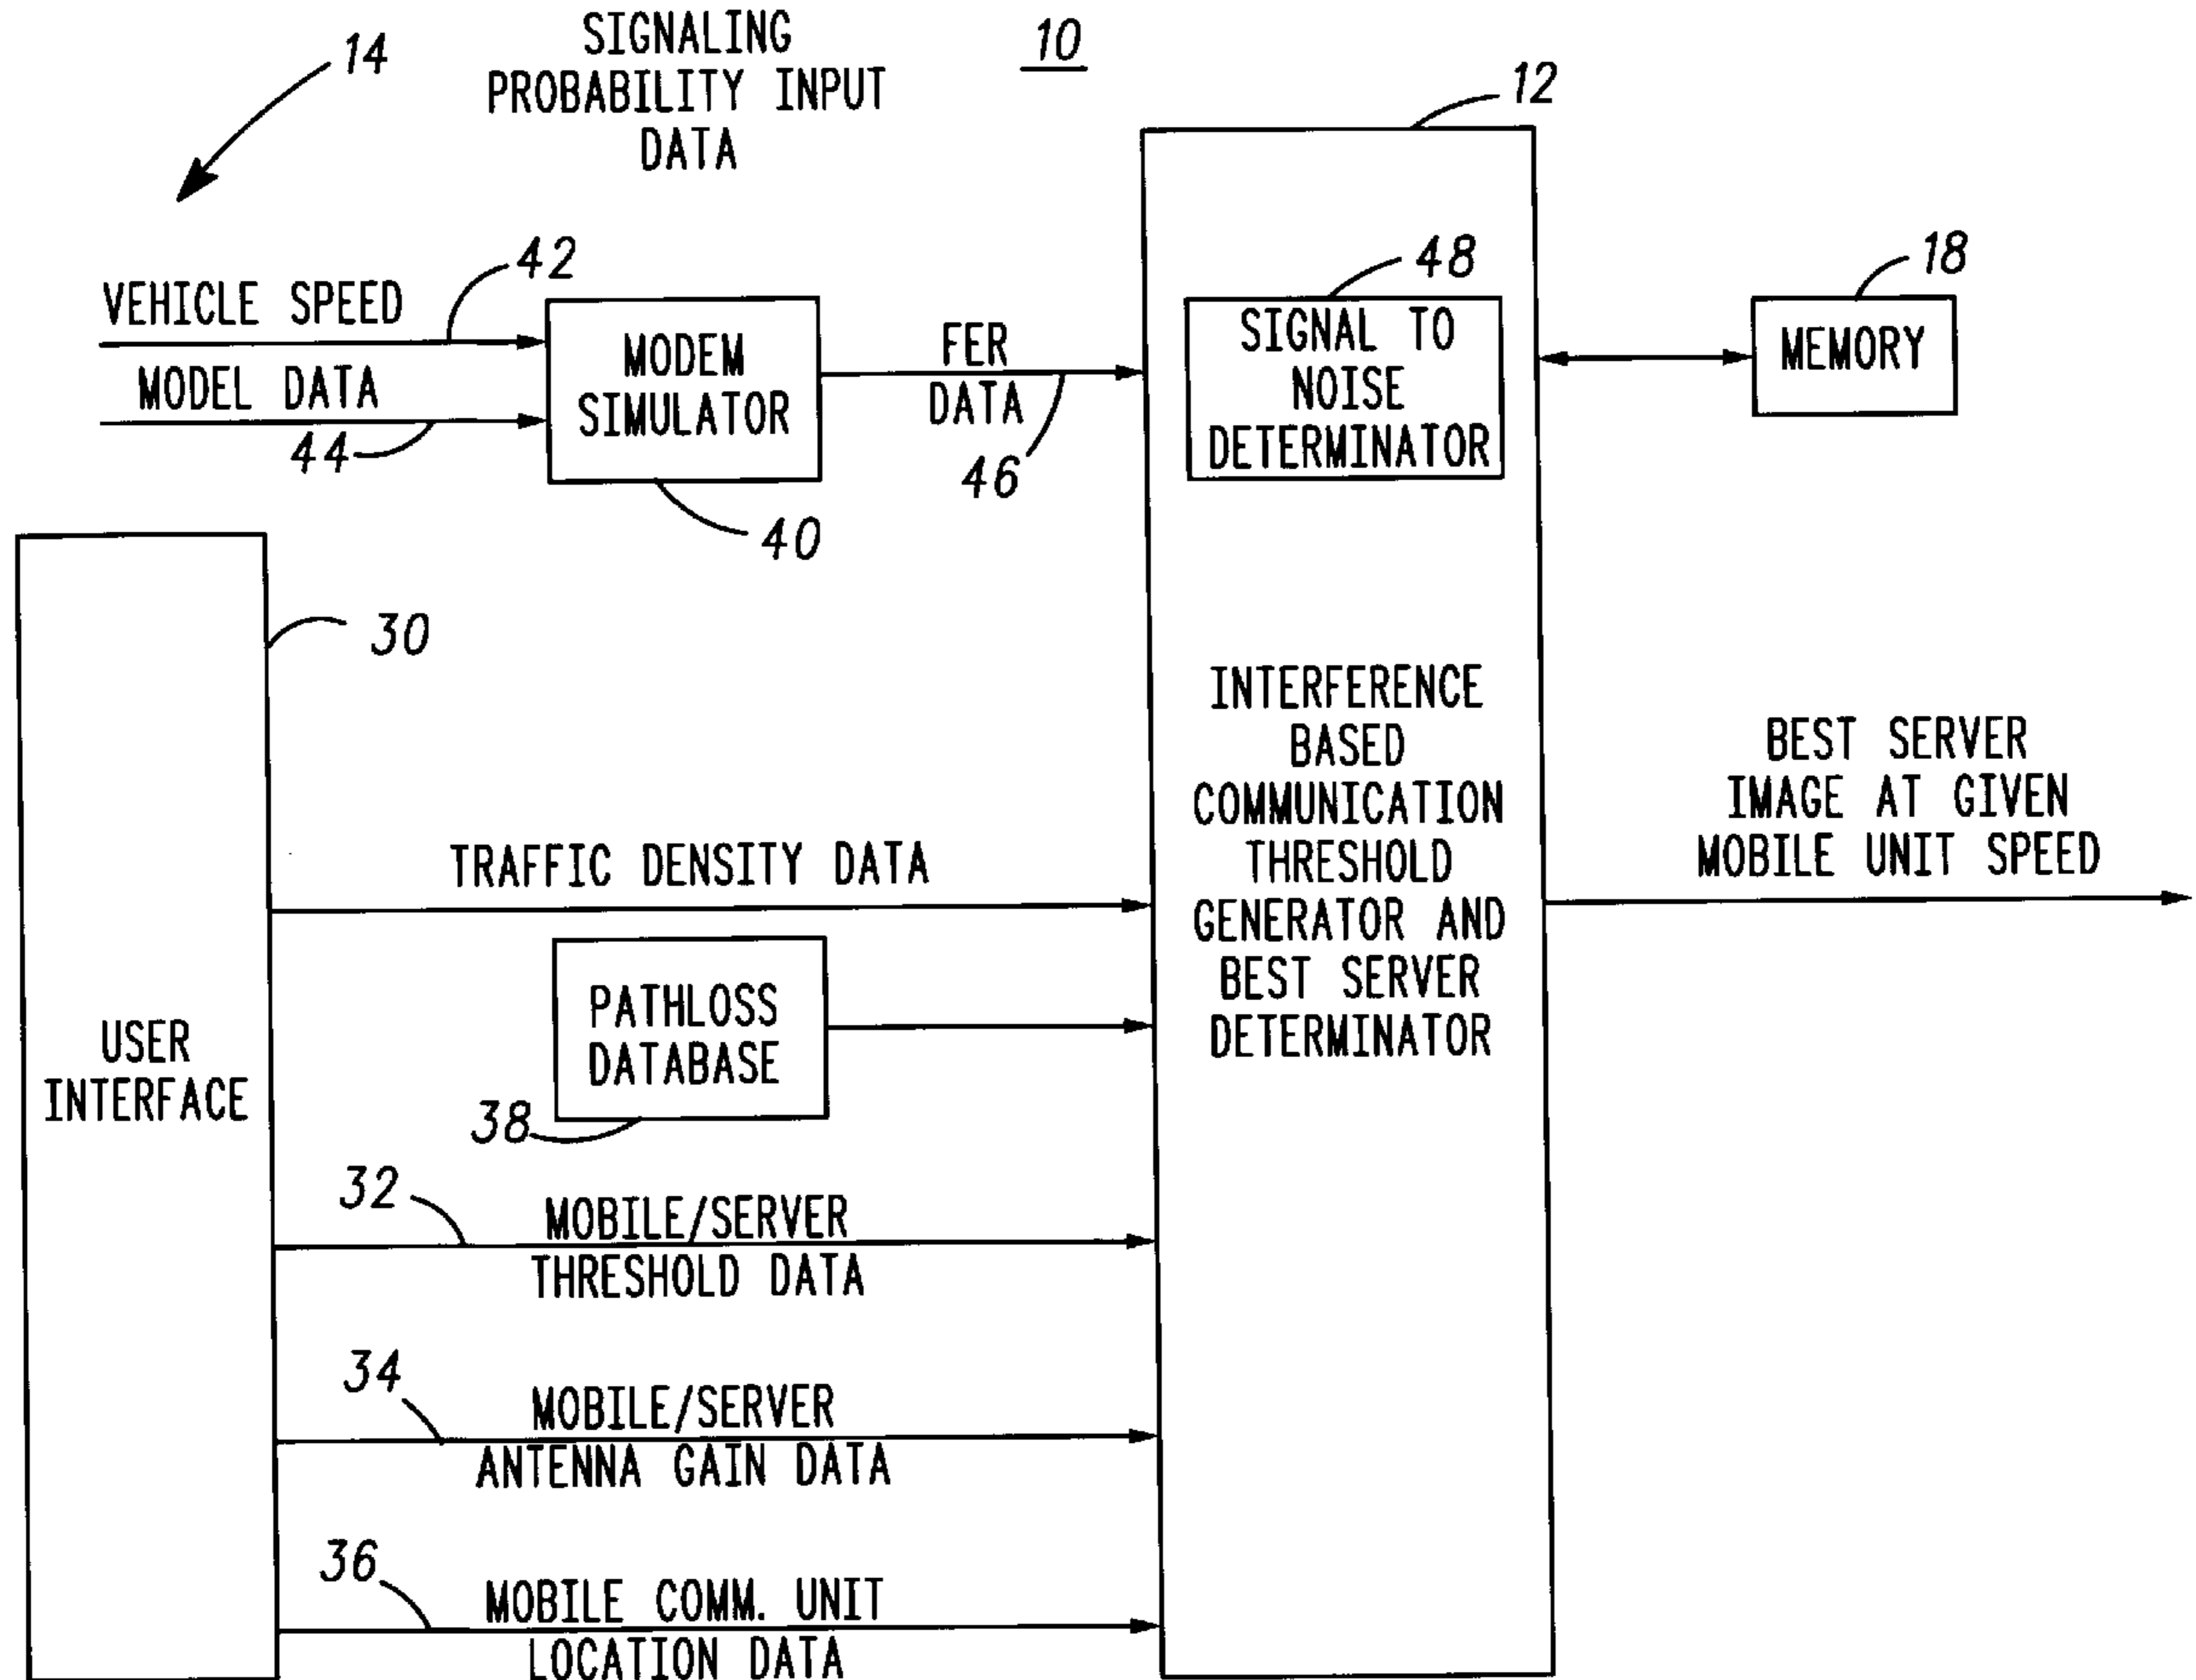 14
SIGNALING
PROBABILITY INPUT
DATA
10
12
VEHICLE SPEED
42
MODEL DATA
44
MODEM
SIMULATOR
40
FER
DATA
46
48
SIGNAL TO
NOISE
DETERMINATOR
18
MEMORY
30
USER
INTERFACE
INTERFERENCE
BASED
COMMUNICATION
THRESHOLD
GENERATOR AND
BEST SERVER
DETERMINATOR
BEST SERVER
IMAGE AT GIVEN
MOBILE UNIT SPEED
TRAFFIC DENSITY DATA
PATHLOSS
DATABASE
38
32
MOBILE/SERVER
THRESHOLD DATA
34
MOBILE/SERVER
ANTENNA GAIN DATA
36
MOBILE COMM. UNIT
LOCATION DATA